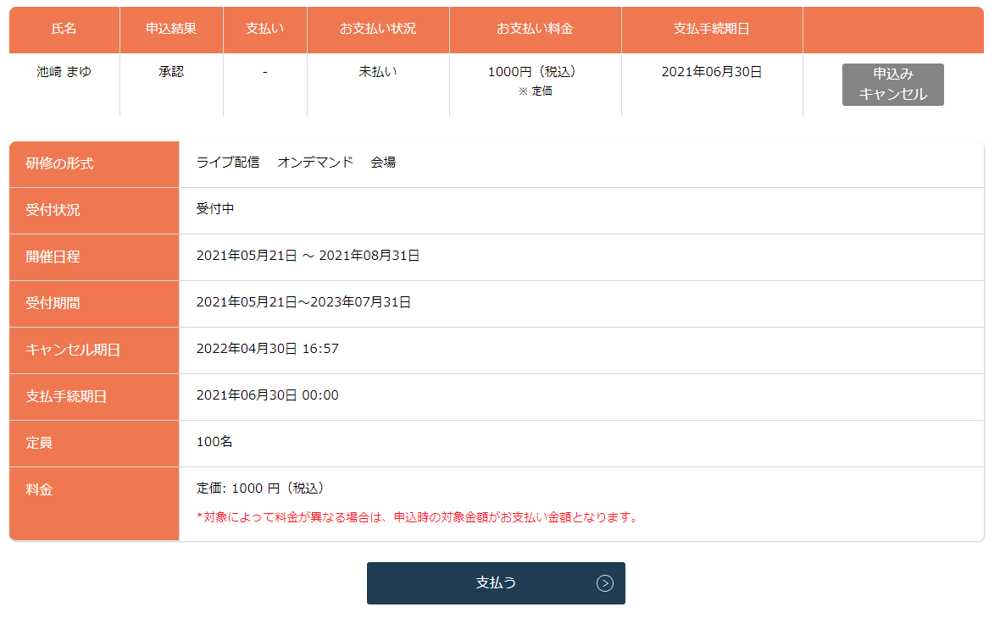 氏名 申込結果 支払い お支払い状況 お支払い料金 支払手続期日
池崎 まゆ 承認 - 未払い 1000円（税込） 2021年06月30日 申込み
※ 定価 キャンセル
研修の形式 ライブ配信 オンデマンド 会場
受付状況 受付中
開催日程 2021年05月21日 ～ 2021年08月31日
受付期間 2021年05月21日～2023年07月31日
キャンセル期日 2022年04月30日 16:57
支払手続期日 2021年06月30日 00:00
定員 100名
料金 定価: 1000 円（税込）
*対象によって料金が異なる場合は、申込時の対象金額がお支払い金額となります。
支払う